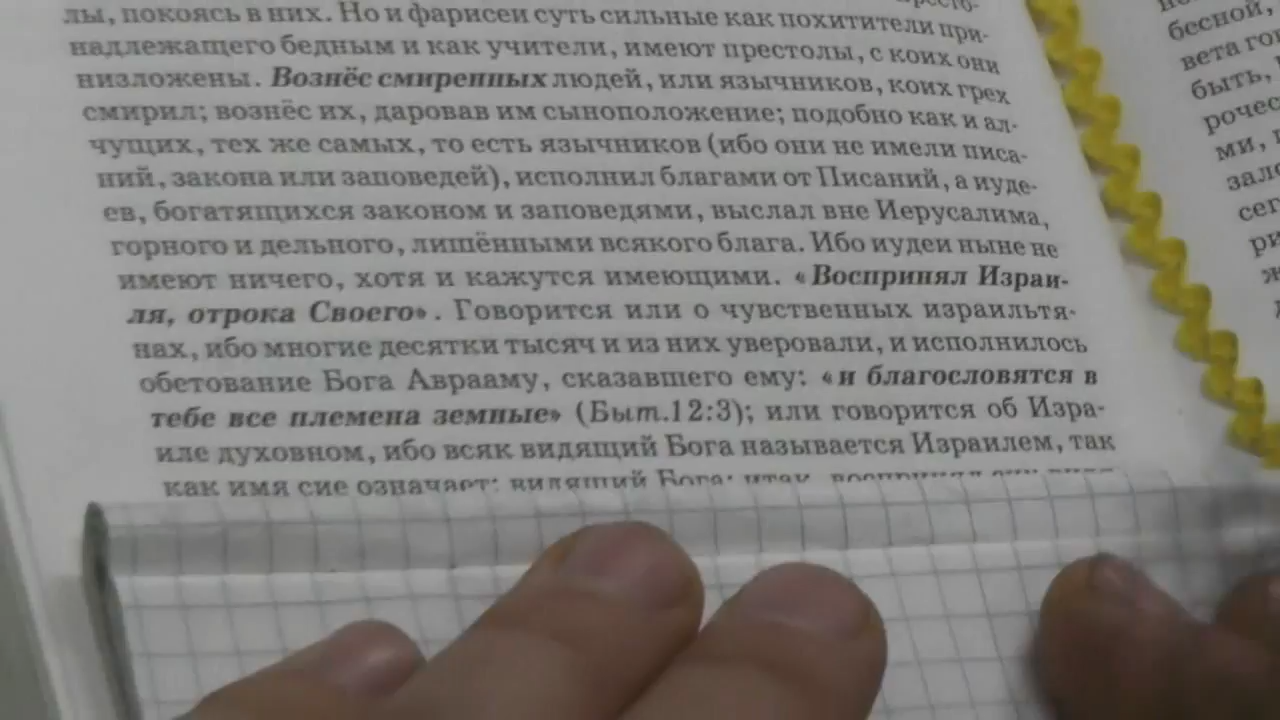 лы, покоясь в них. Но и фарисеи суть сильные как похитители при-
надлежащего бедным и как учители, имеют престолы, с коих они
низложены. Вознёс смиренных людей, или язычников, коих грех
смирил; вознёс их, даровав им сыноположение; подобно как и ал-
чущих, тех же самых, то есть язычников (ибо они не имели писа-
ний, закона или заповедей), исполнил благами от Писаний, а иуде-
ев, богатящихся законом и заповедями, выслал вне Иерусалима,
горного и дельного, лишёнными всякого блага. Ибо иудеи ныне не
имеют ничего, хотя и кажутся имеющими. «Воспринял Израи-
ля, отрока Своего». Говорится или о чувственных израильтя-
нах, ибо многие десятки тысяч и из них уверовали, и исполнилось
обетование Бога Аврааму, сказавшего ему: «и благословятся в
тебе все племена земные» (Быт.12:3); или говорится об Изра-
иле духовном, ибо всяк видящий Бога называется Израилем, так
как имя сие означает: видящий Бога; итак, воспринял
бесной,
вета
быть,
ми,